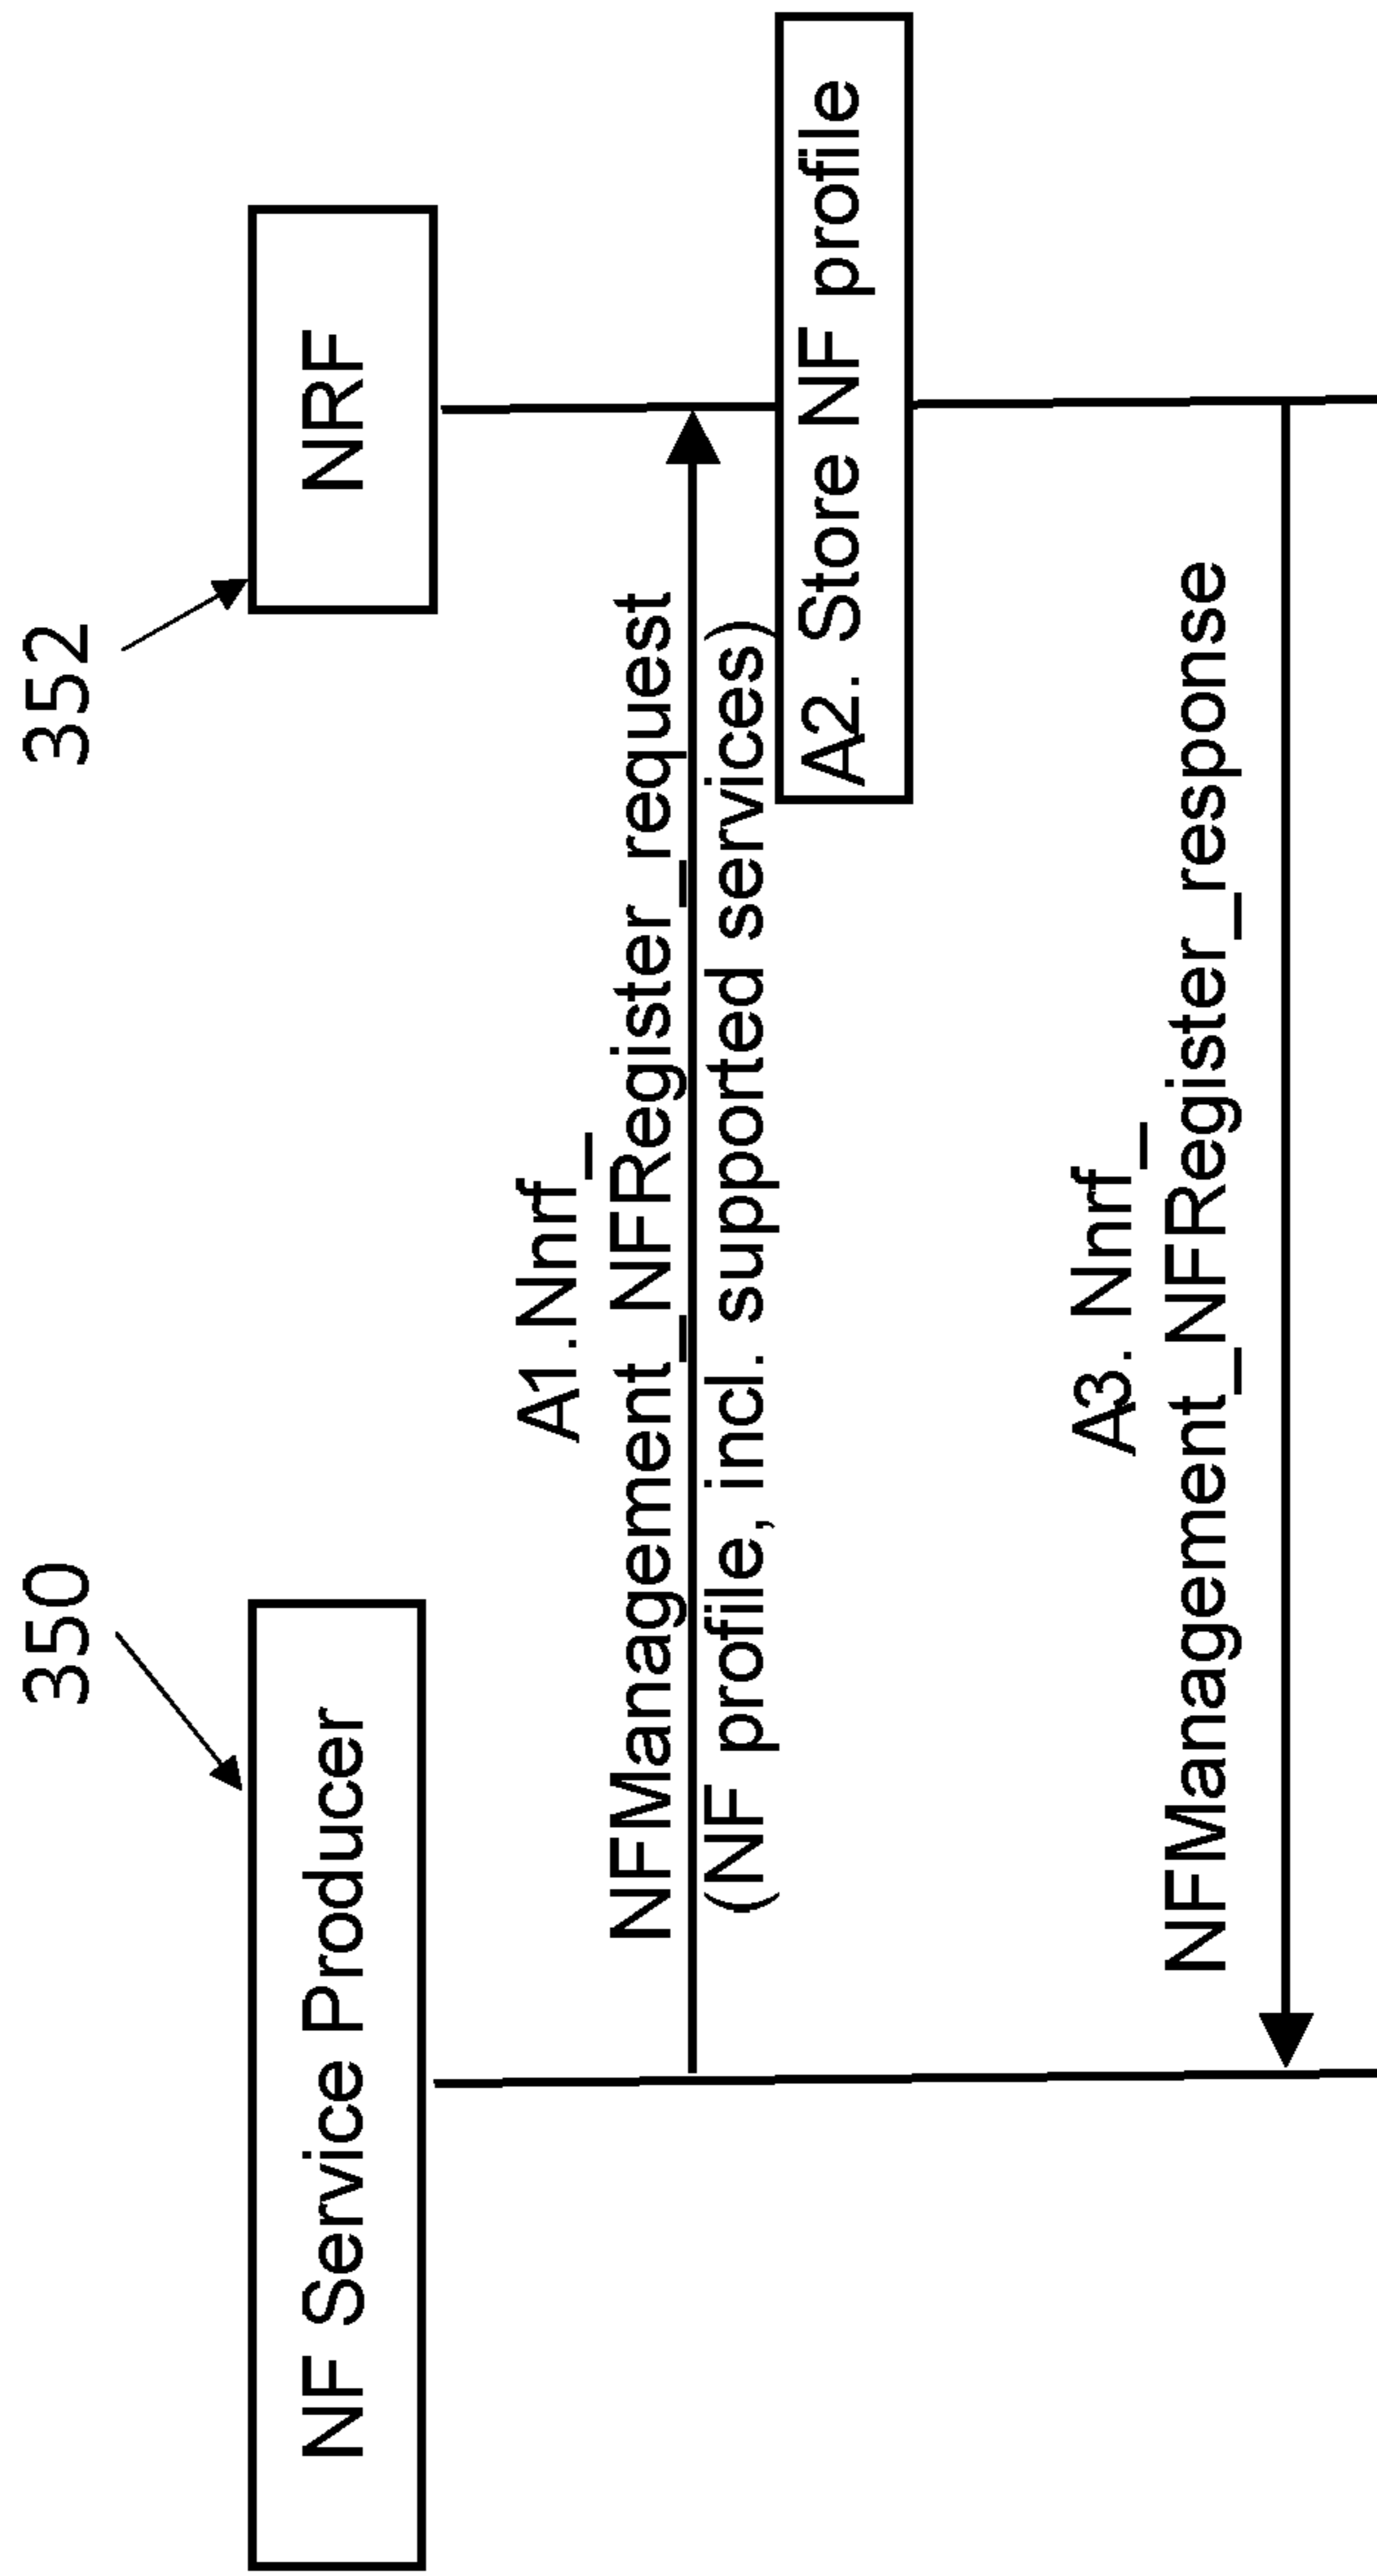 350
352
NF Service Producer
NRF
A1.Nnrf_
NFManagement_NFRegister_request
(NF profile, incl. supported services)
A2. Store NF profile
A3. Nnrf_
NFManagement_NFRegister_response